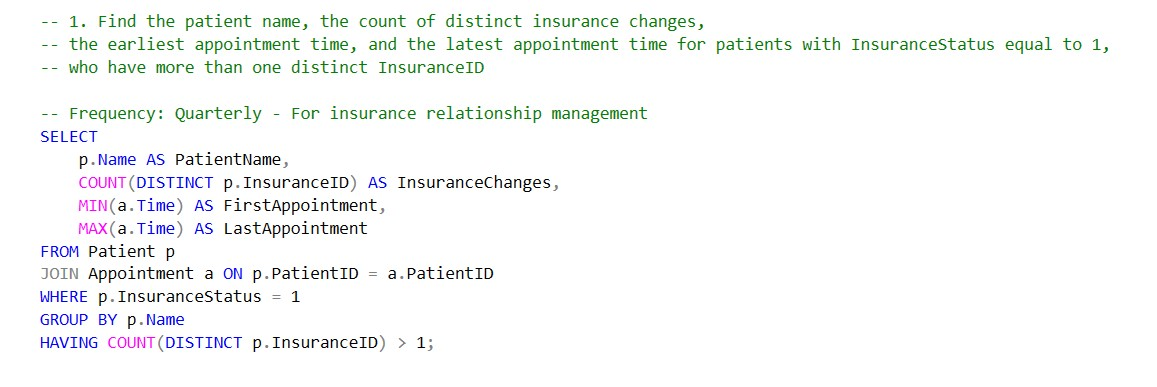 -- 1. Find the patient name, the count of distinct insurance changes,
-- the earliest appointment time, and the latest appointment time for patients with InsuranceStatus equal to 1,
-- who have more than one distinct InsuranceID
-- Frequency: Quarterly - For insurance relationship management
SELECT
p.Name AS PatientName,
COUNT(DISTINCT p.InsuranceID) AS InsuranceChanges,
MIN(a.Time) AS FirstAppointment,
MAX(a.Time) AS LastAppointment
FROM Patient p
JOIN Appointment a ON p.PatientID = a.PatientID
WHERE p.InsuranceStatus = 1
GROUP BY p.Name
HAVING COUNT(DISTINCT p.InsuranceID) > 1;